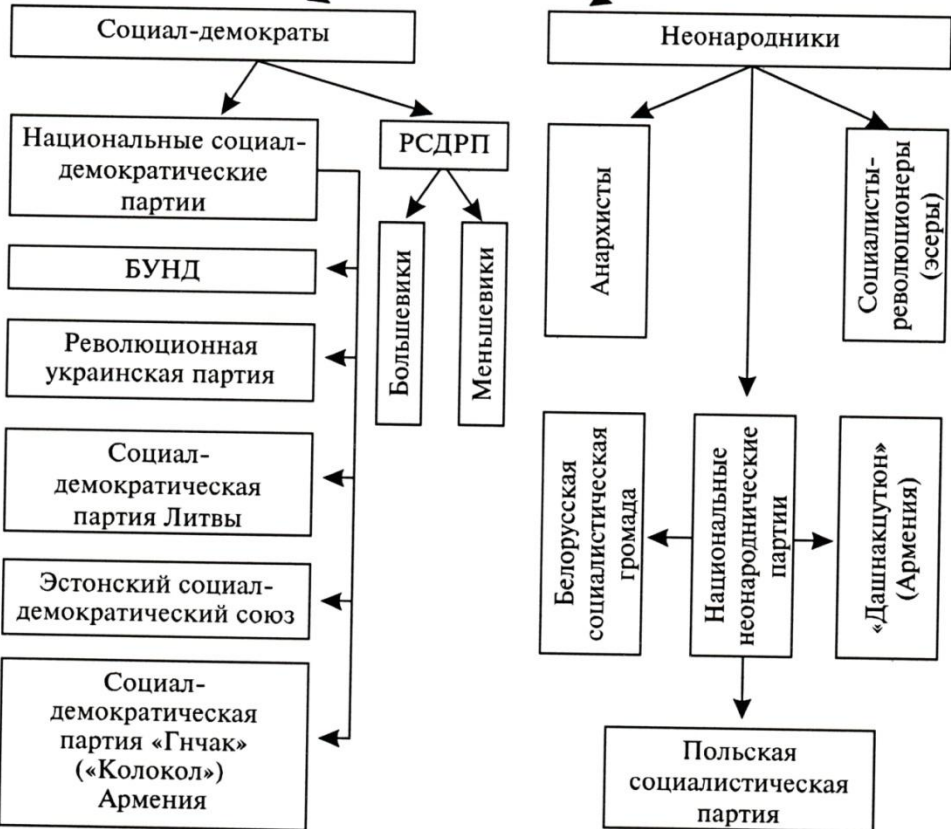 Социал-демократы
Национальные социал-
демократические
партии
РСДРП
Большевики
Меньшевики
БУНД
Революционная
украинская партия
Социал-
демократическая
партия Литвы
Эстонский социал-
демократический союз
Социал-
демократическая
партия «Гнчак»
(«Колокол»)
Армения
Неонародники
Анархисты
Социалисты-
революционеры
(эсеры)
Белорусская
социалистическая
громада
Национальные
неонароднические
партии
«Дашнакцутюн»
(Армения)
Польская
социалистическая
партия